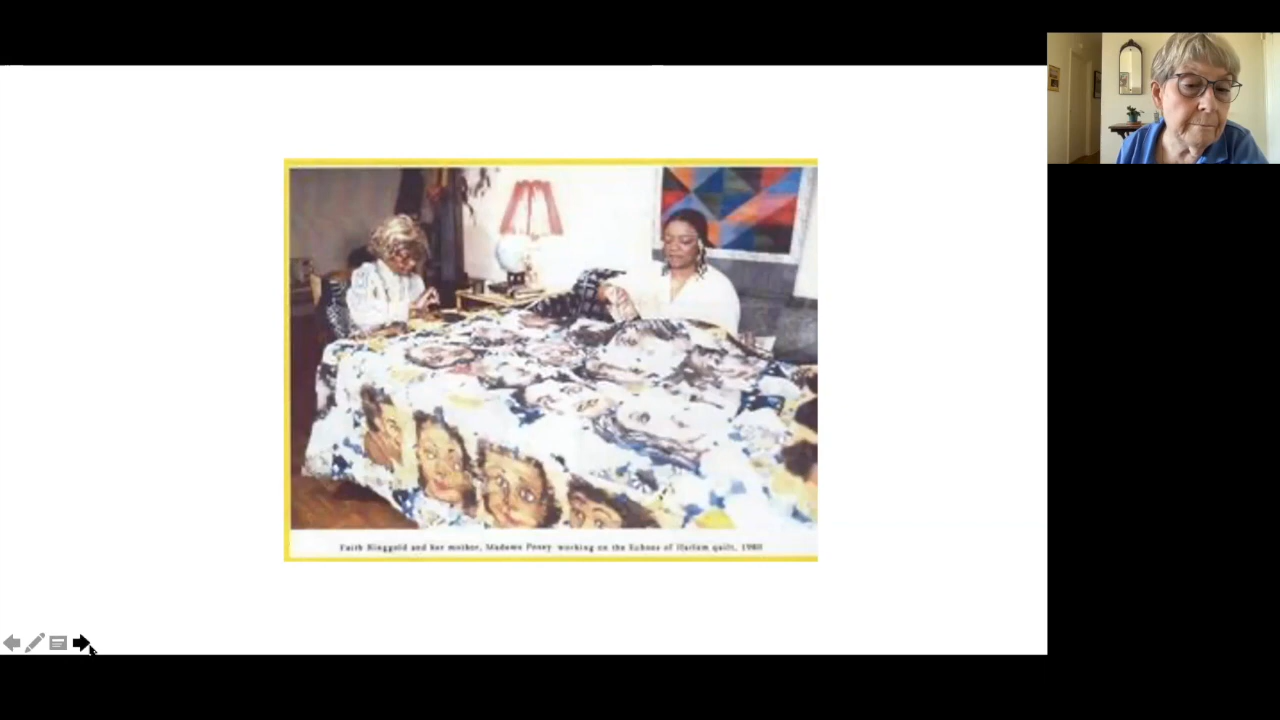 Faith Ringgold and her mother, Madame Posey working on the Echoes of Harlem quilt, 1980